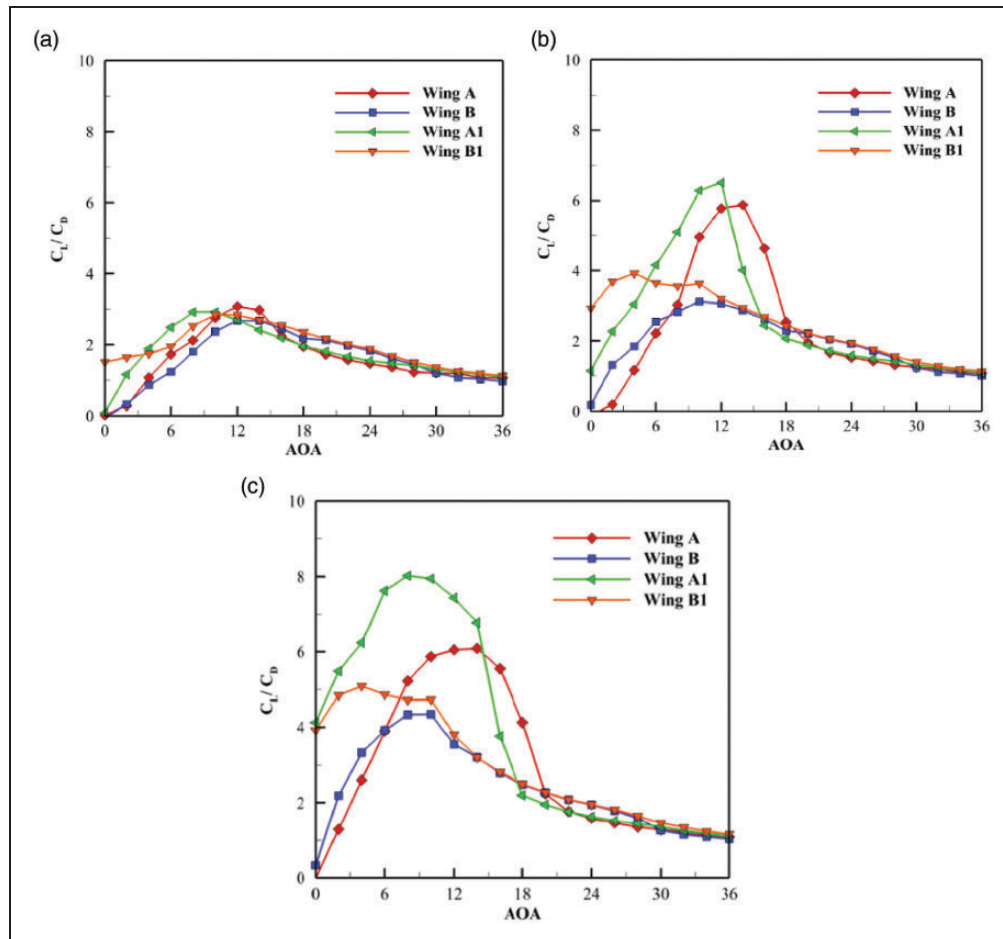 (a)
10
8
6
4
2
0
C_L / C_D
Wing A
Wing B
Wing A1
Wing B1
0 6 12 18 24 30 36
AOA
(b)
10
8
6
4
2
0
C_L / C_D
Wing A
Wing B
Wing A1
Wing B1
0 6 12 18 24 30 36
AOA
(c)
10
8
6
4
2
0
C_L / C_D
Wing A
Wing B
Wing A1
Wing B1
0 6 12 18 24 30 36
AOA